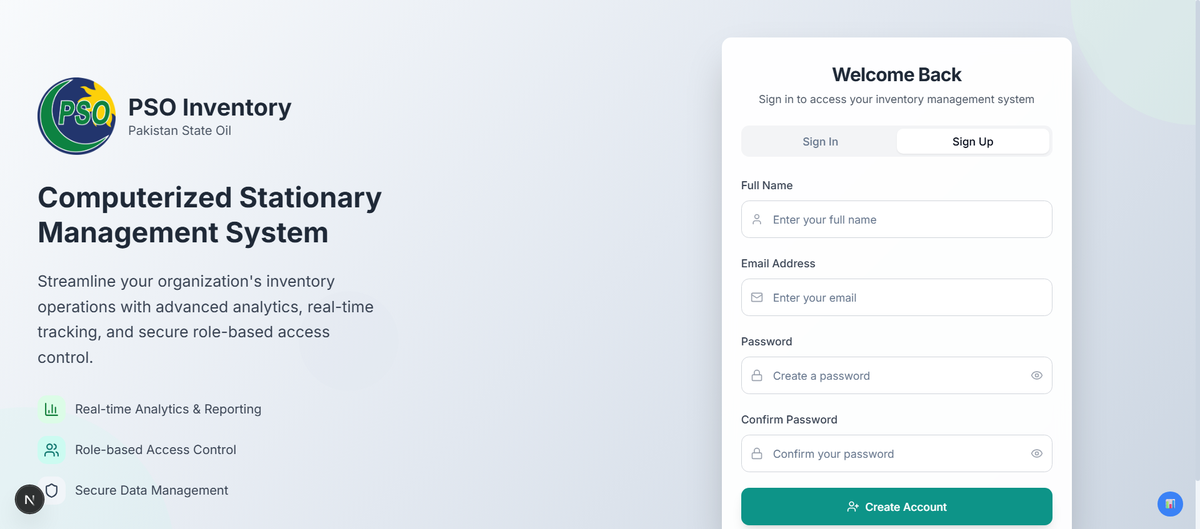 PSO
PSO Inventory
Pakistan State Oil
Computerized Stationary
Management System
Streamline your organization's inventory
operations with advanced analytics, real-time
tracking, and secure role-based access
control.
Real-time Analytics & Reporting
Role-based Access Control
Secure Data Management
N
Welcome Back
Sign in to access your inventory management system
Sign In
Sign Up
Full Name
Enter your full name
Email Address
Enter your email
Password
Create a password
Confirm Password
Confirm your password
Create Account